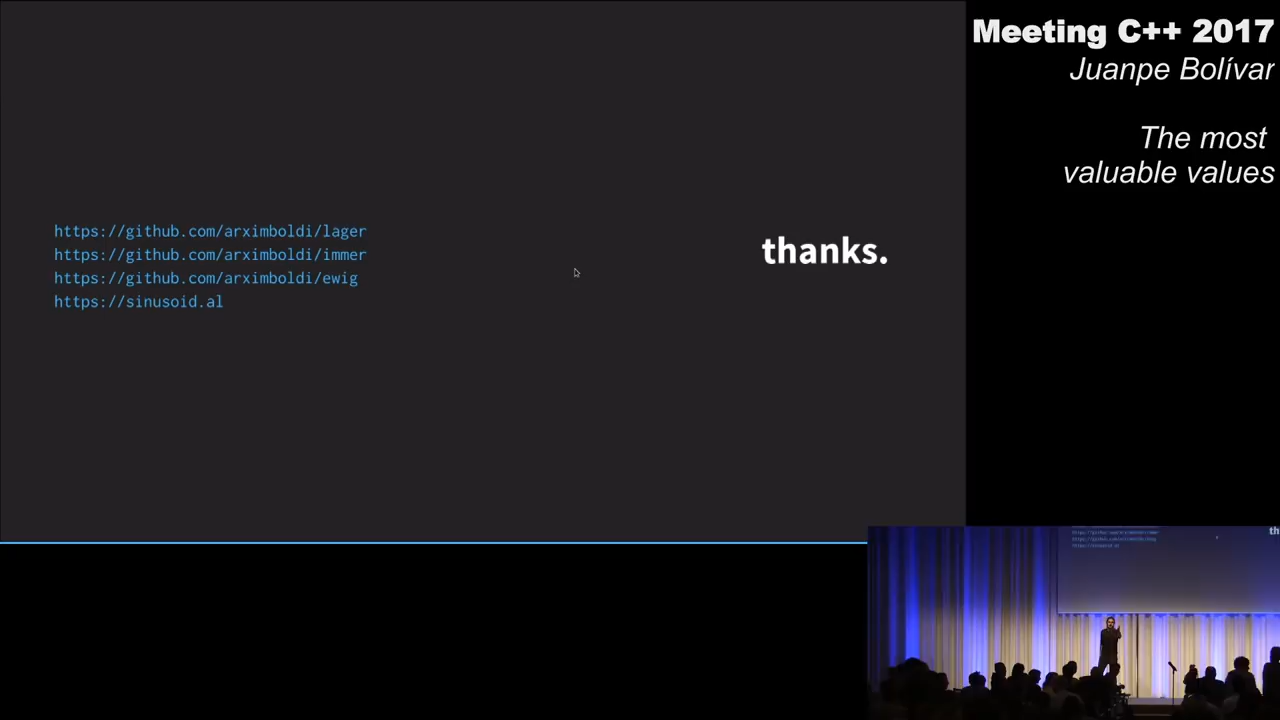 Meeting C++ 2017
Juanpe Bolívar
The most
valuable values
https://github.com/arximboldi/lager
https://github.com/arximboldi/immer
https://github.com/arximboldi/ewig
https://sinusoid.al
thanks.
th